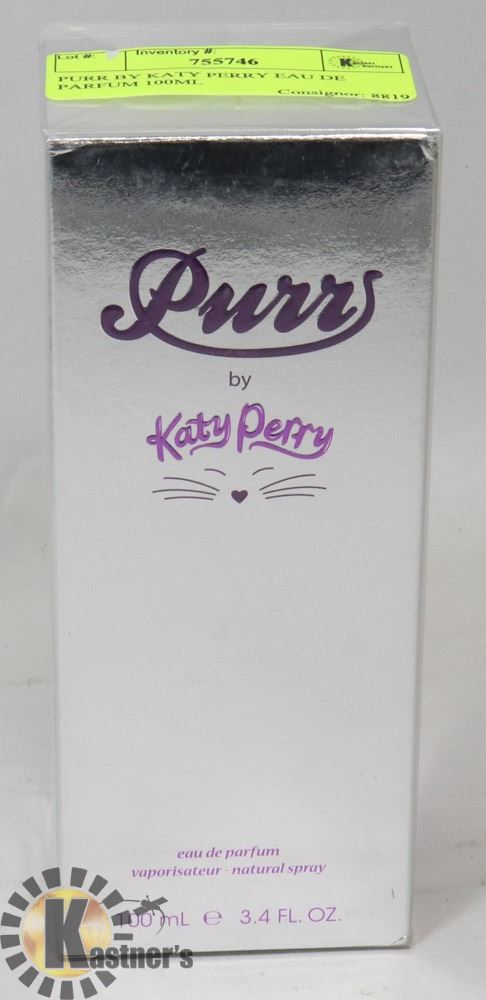 Lot #: Inventory #:
755746
Kastner Auctions
PURR BY KATY PERRY EAU DE
PARFUM 100ML
Consignor: 8819
Purr
by
Katy Perry
eau de parfum
vaporisateur - natural spray
100 mL e 3.4 FL. OZ.
Kastner's